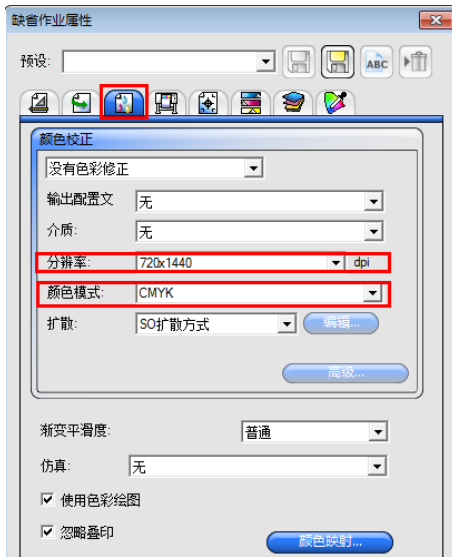 缺省作业属性
预设:
ABC
颜色校正
没有色彩修正
输出配置文 无
介质: 无
分辨率: 720x1440 dpi
颜色模式: CMYK
扩散: SO扩散方式 编辑...
高级...
渐变平滑度: 普通
仿真: 无
使用色彩绘图
忽略叠印
颜色映射...